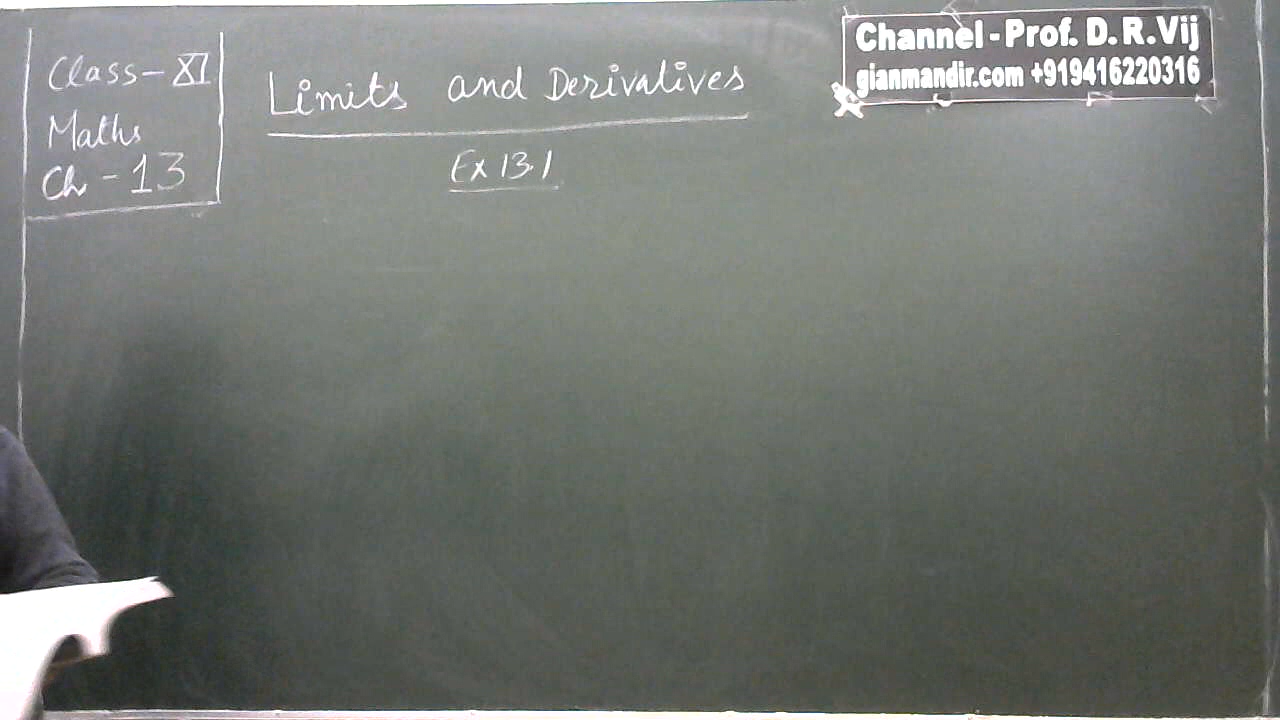 Class-XI
Maths
Ch-13
Limits and Derivatives
Ex 13.1
Channel - Prof. D. R. Vij
gianmandir.com +919416220316